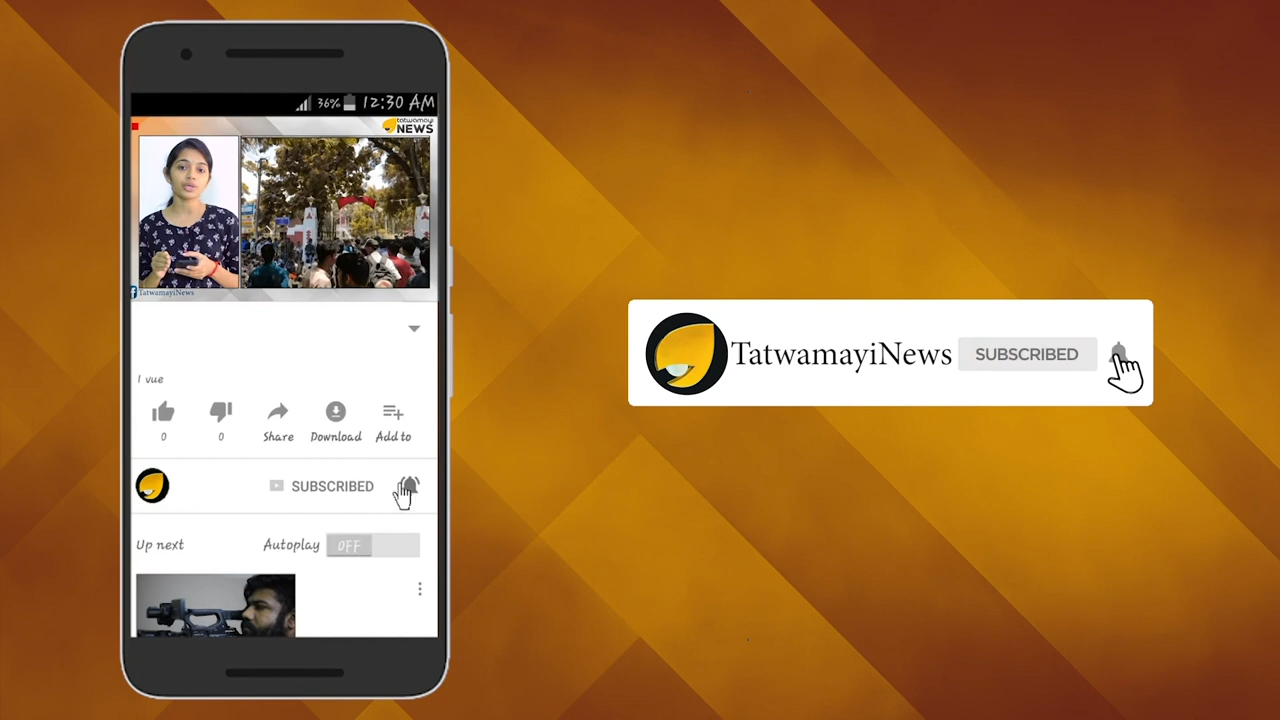 36% 12:30 AM
tatwamayi
NEWS
TatwamayiNews
1 vue
0 0 Share Download Add to
SUBSCRIBED
Up next Autoplay OFF
TatwamayiNews SUBSCRIBED